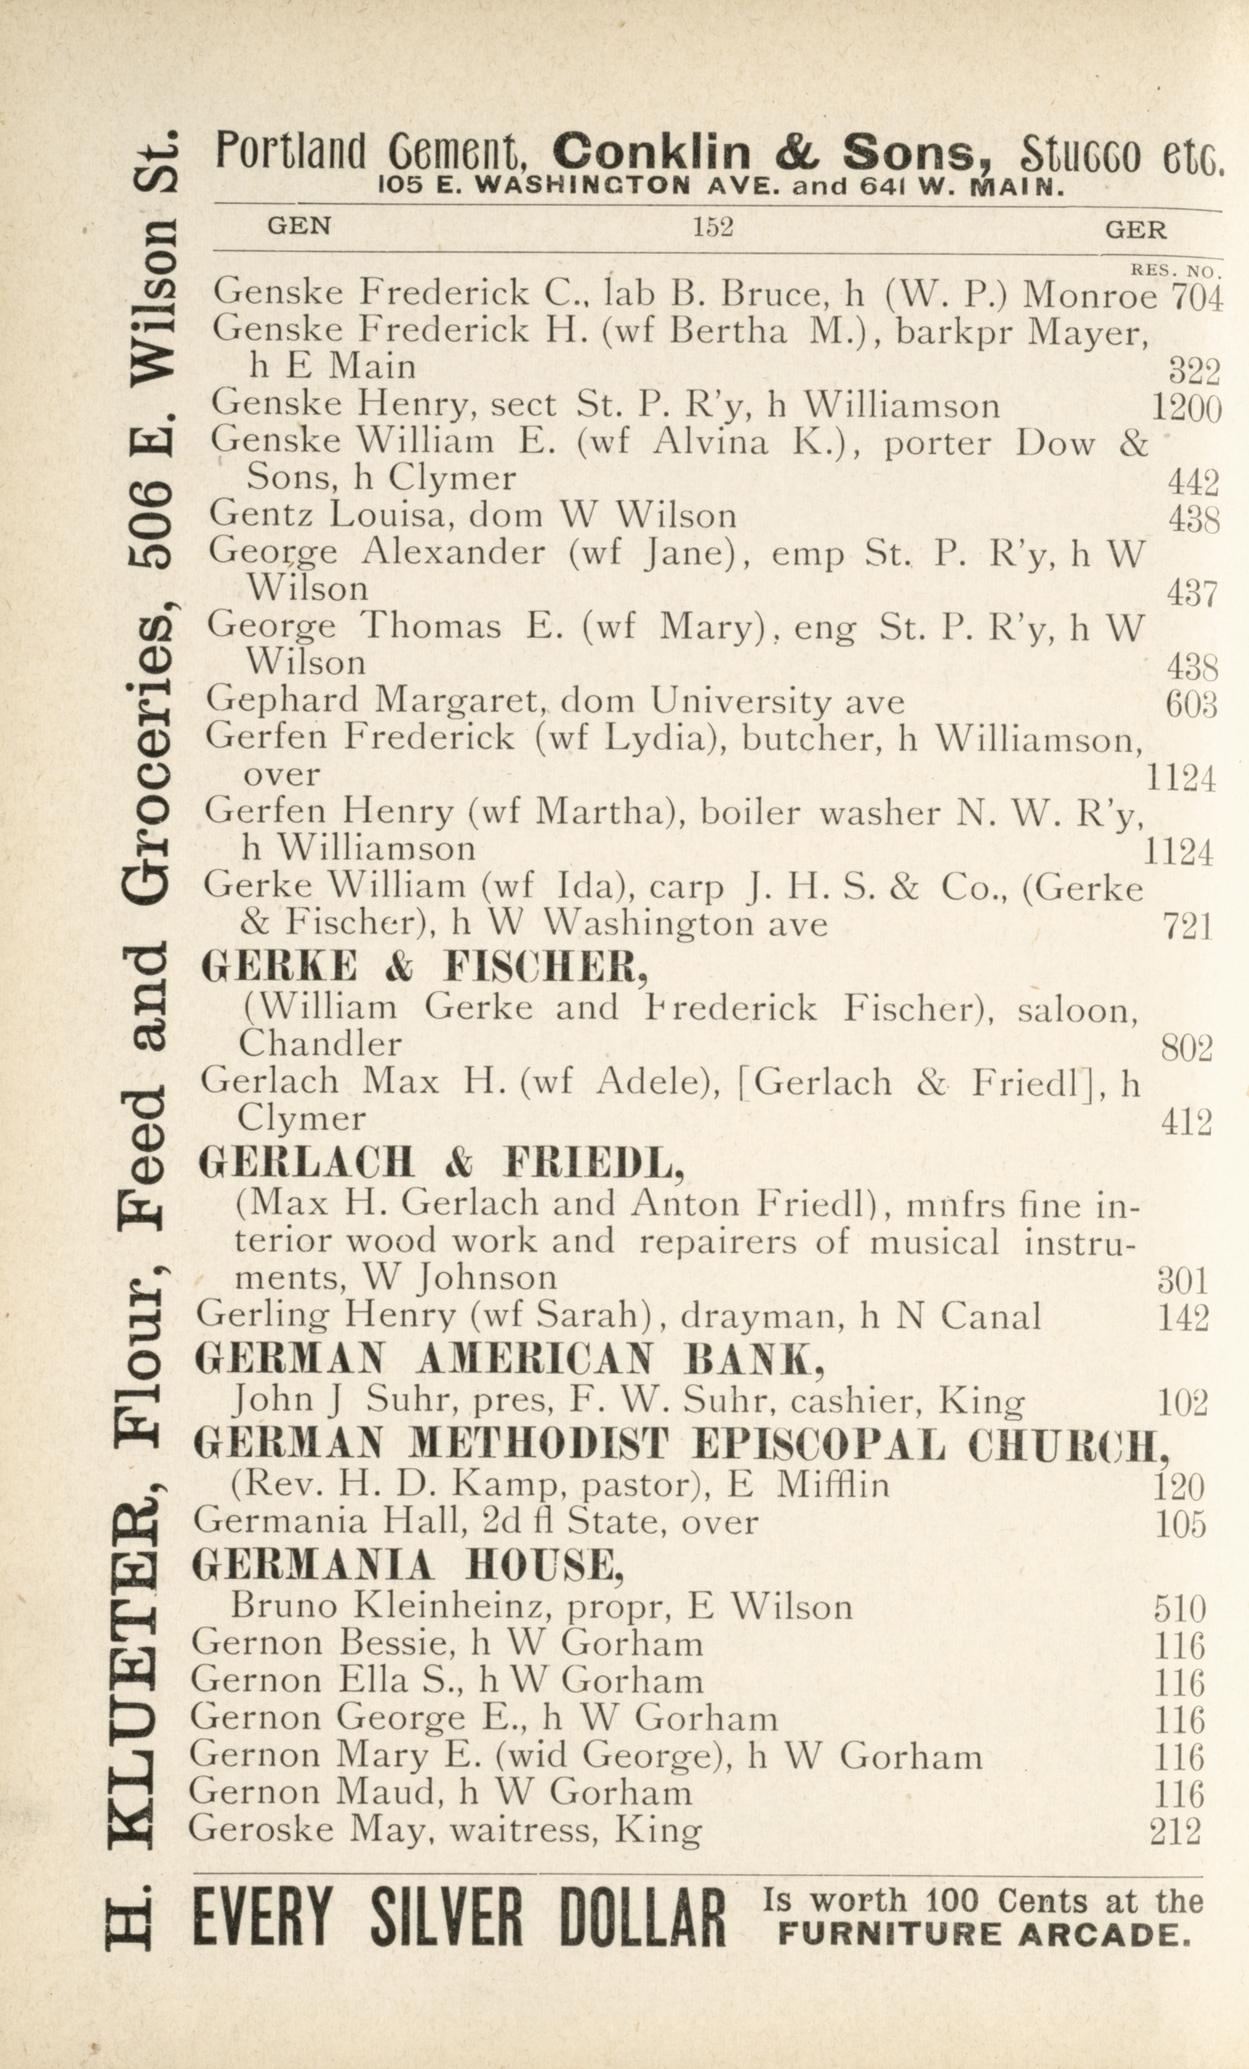 Portland Cement, Conklin & Sons, Stucco etc.
105 E. WASHINGTON AVE. and 641 W. MAIN.
GEN 152 GER
RES. NO.
Genske Frederick C., lab B. Bruce, h (W. P.) Monroe 704
Genske Frederick H. (wf Bertha M.), barkpr Mayer,
h E Main 322
Genske Henry, sect St. P. R'y, h Williamson 1200
Genske William E. (wf Alvina K.), porter Dow &
Sons, h Clymer 442
Gentz Louisa, dom W Wilson 438
George Alexander (wf Jane), emp St. P. R'y, h W
Wilson 437
George Thomas E. (wf Mary), eng St. P. R'y, h W
Wilson 438
Gephard Margaret, dom University ave 603
Gerfen Frederick (wf Lydia), butcher, h Williamson,
over 1124
Gerfen Henry (wf Martha), boiler washer N. W. R'y,
h Williamson 1124
Gerke William (wf Ida), carp J. H. S. & Co., (Gerke
& Fischer), h W Washington ave 721
GERKE & FISCHER,
(William Gerke and Frederick Fischer), saloon,
Chandler 802
Gerlach Max H. (wf Adele), [Gerlach & Friedl], h
Clymer 412
GERLACH & FRIEDL,
(Max H. Gerlach and Anton Friedl), mnfrs fine in-
terior wood work and repairers of musical instru-
ments, W Johnson 301
Gerling Henry (wf Sarah), drayman, h N Canal 142
GERMAN AMERICAN BANK,
John J Suhr, pres, F. W. Suhr, cashier, King 102
GERMAN METHODIST EPISCOPAL CHURCH,
(Rev. H. D. Kamp, pastor), E Mifflin 120
Germania Hall, 2d fl State, over 105
GERMANIA HOUSE,
Bruno Kleinheinz, propr, E Wilson 510
Gernon Bessie, h W Gorham 116
Gernon Ella S., h W Gorham 116
Gernon George E., h W Gorham 116
Gernon Mary E. (wid George), h W Gorham 116
Gernon Maud, h W Gorham 116
Geroske May, waitress, King 212
EVERY SILVER DOLLAR Is worth 100 Cents at the
FURNITURE ARCADE.
H. KLUETER, Flour, Feed and Groceries, 506 E. Wilson St.